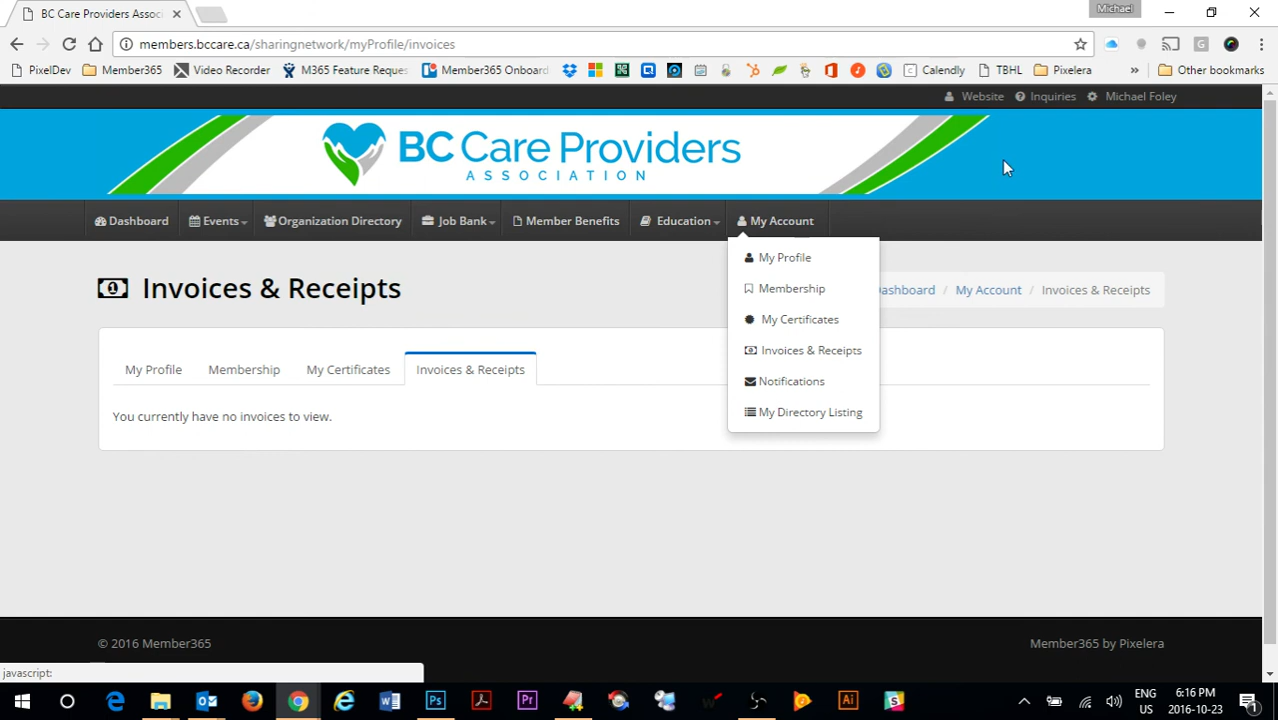 BC Care Providers Assoc
Michael
members.bccare.ca/sharingnetwork/myProfile/invoices
PixelDev Member365 Video Recorder M365 Feature Reques Member365 Onboard Calendly TBHL Pixelera » Other bookmarks
Website Inquiries Michael Foley
BC Care Providers
ASSOCIATION
Dashboard Events Organization Directory Job Bank Member Benefits Education My Account
My Profile
Membership
My Certificates
Invoices & Receipts
Notifications
My Directory Listing
Invoices & Receipts
ashboard / My Account / Invoices & Receipts
My Profile Membership My Certificates Invoices & Receipts
You currently have no invoices to view.
© 2016 Member365
Member365 by Pixelera
javascript:
ENG
US
6:16 PM
2016-10-23
1